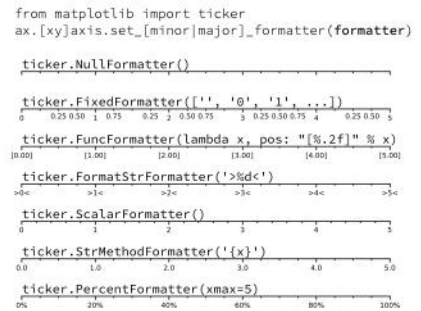 from matplotlib import ticker
ax.[xy]axis.set_[minor|major]_formatter(formatter)
ticker.NullFormatter()
ticker.FixedFormatter(['', '0', '1', ...])
0 0.25 0.50 1 0.75 0.25 2 0.50 0.75 3 0.25 0.50 0.75 4 0.25 0.50 5
ticker.FuncFormatter(lambda x, pos: "[%.2f]" % x)
[0.00] [1.00] [2.00] [3.00] [4.00] [5.00]
ticker.FormatStrFormatter('>%d<')
>0< >1< >2< >3< >4< >5<
ticker.ScalarFormatter()
0 1 2 3 4 5
ticker.StrMethodFormatter('{x}')
0.0 1.0 2.0 3.0 4.0 5.0
ticker.PercentFormatter(xmax=5)
0% 20% 40% 60% 80% 100%